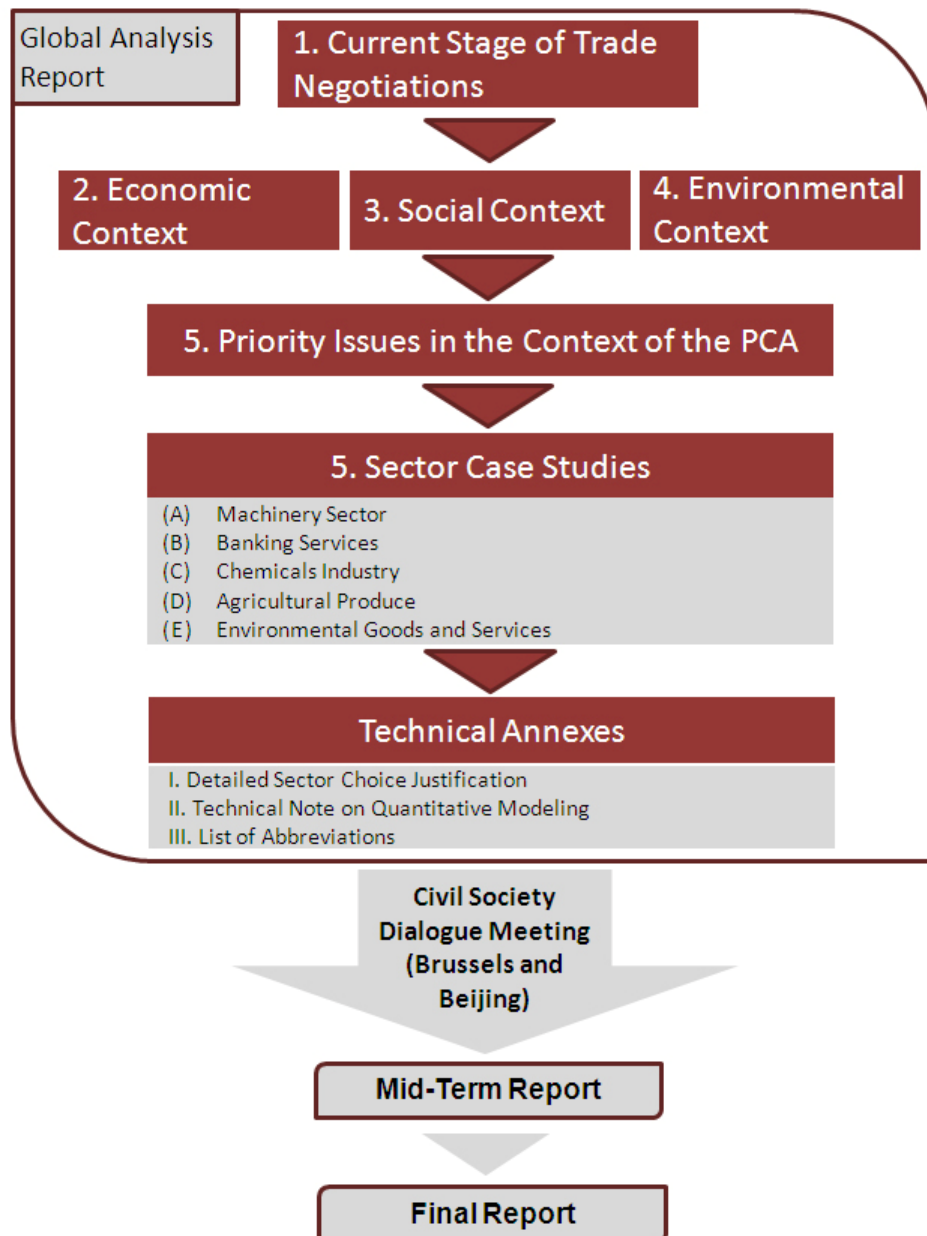 Global Analysis
Report
1. Current Stage of Trade
Negotiations
2. Economic
Context
3. Social Context
4. Environmental
Context
5. Priority Issues in the Context of the PCA
5. Sector Case Studies
(A) Machinery Sector
(B) Banking Services
(C) Chemicals Industry
(D) Agricultural Produce
(E) Environmental Goods and Services
Technical Annexes
I. Detailed Sector Choice Justification
II. Technical Note on Quantitative Modeling
III. List of Abbreviations
Civil Society
Dialogue Meeting
(Brussels and
Beijing)
Mid-Term Report
Final Report